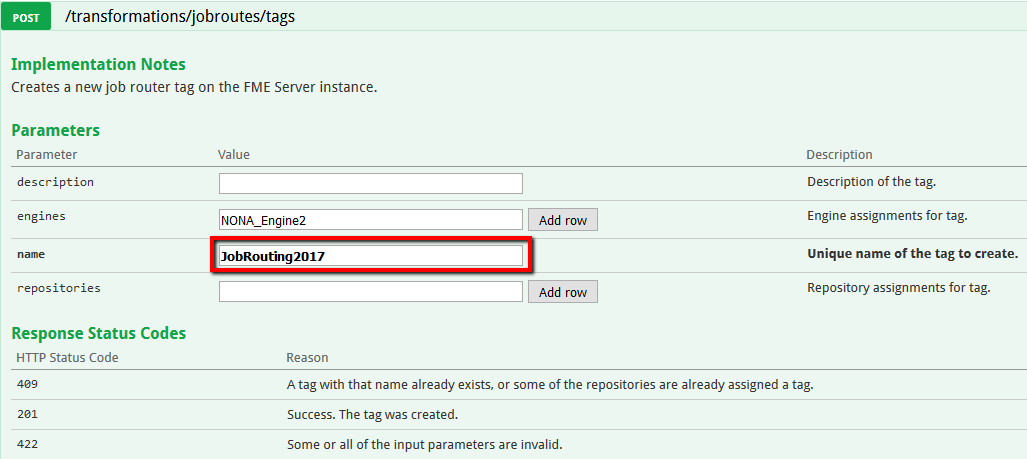 POST /transformations/jobroutes/tags
Implementation Notes
Creates a new job router tag on the FME Server instance.
Parameters
Parameter Value Description
description Description of the tag.
engines NONA_Engine2 Add row Engine assignments for tag.
name JobRouting2017 Unique name of the tag to create.
repositories Add row Repository assignments for tag.
Response Status Codes
HTTP Status Code Reason
409 A tag with that name already exists, or some of the repositories are already assigned a tag.
201 Success. The tag was created.
422 Some or all of the input parameters are invalid.